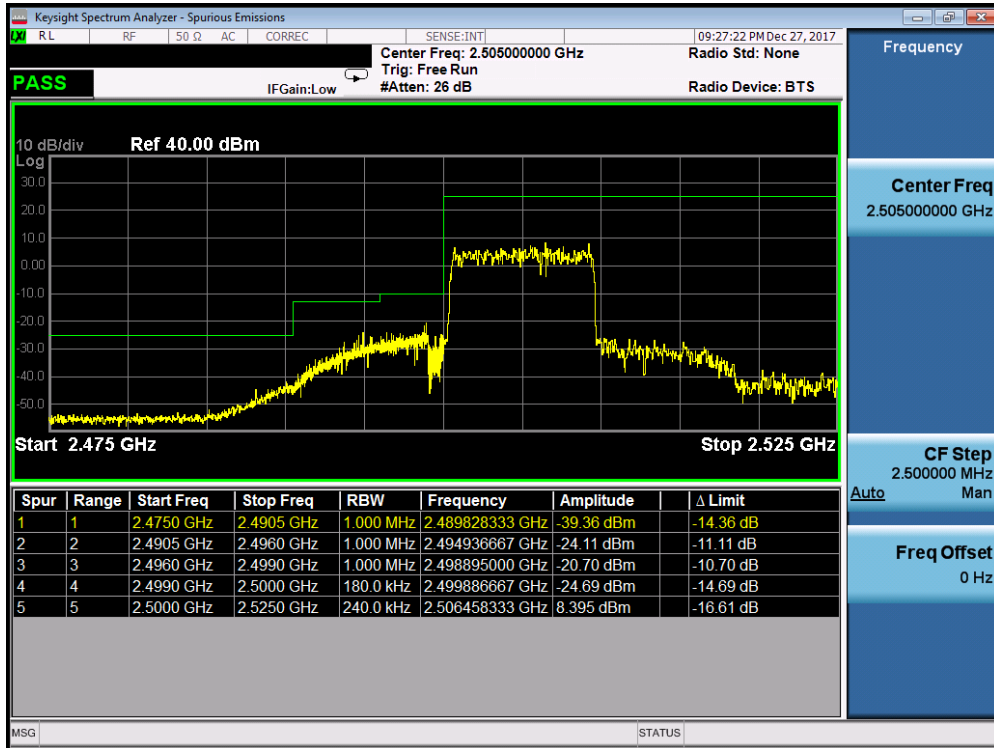 Keysight Spectrum Analyzer - Spurious Emissions
LXI RL RF 50 Ω AC CORREC SENSE:INT 09:27:22 PM Dec 27, 2017
Center Freq: 2.505000000 GHz Radio Std: None
Trig: Free Run
PASS IFGain:Low #Atten: 26 dB Radio Device: BTS
10 dB/div Ref 40.00 dBm
Log
30.0
20.0
10.0
0.00
-10.0
-20.0
-30.0
-40.0
-50.0
Start 2.475 GHz Stop 2.525 GHz
Spur Range Start Freq Stop Freq RBW Frequency Amplitude Δ Limit
1 1 2.4750 GHz 2.4905 GHz 1.000 MHz 2.489828333 GHz -39.36 dBm -14.36 dB
2 2 2.4905 GHz 2.4960 GHz 1.000 MHz 2.494936667 GHz -24.11 dBm -11.11 dB
3 3 2.4960 GHz 2.4990 GHz 1.000 MHz 2.498895000 GHz -20.70 dBm -10.70 dB
4 4 2.4990 GHz 2.5000 GHz 180.0 kHz 2.499886667 GHz -24.69 dBm -14.69 dB
5 5 2.5000 GHz 2.5250 GHz 240.0 kHz 2.506458333 GHz 8.395 dBm -16.61 dB
Frequency
Center Freq
2.505000000 GHz
CF Step
2.500000 MHz
Auto Man
Freq Offset
0 Hz
MSG STATUS